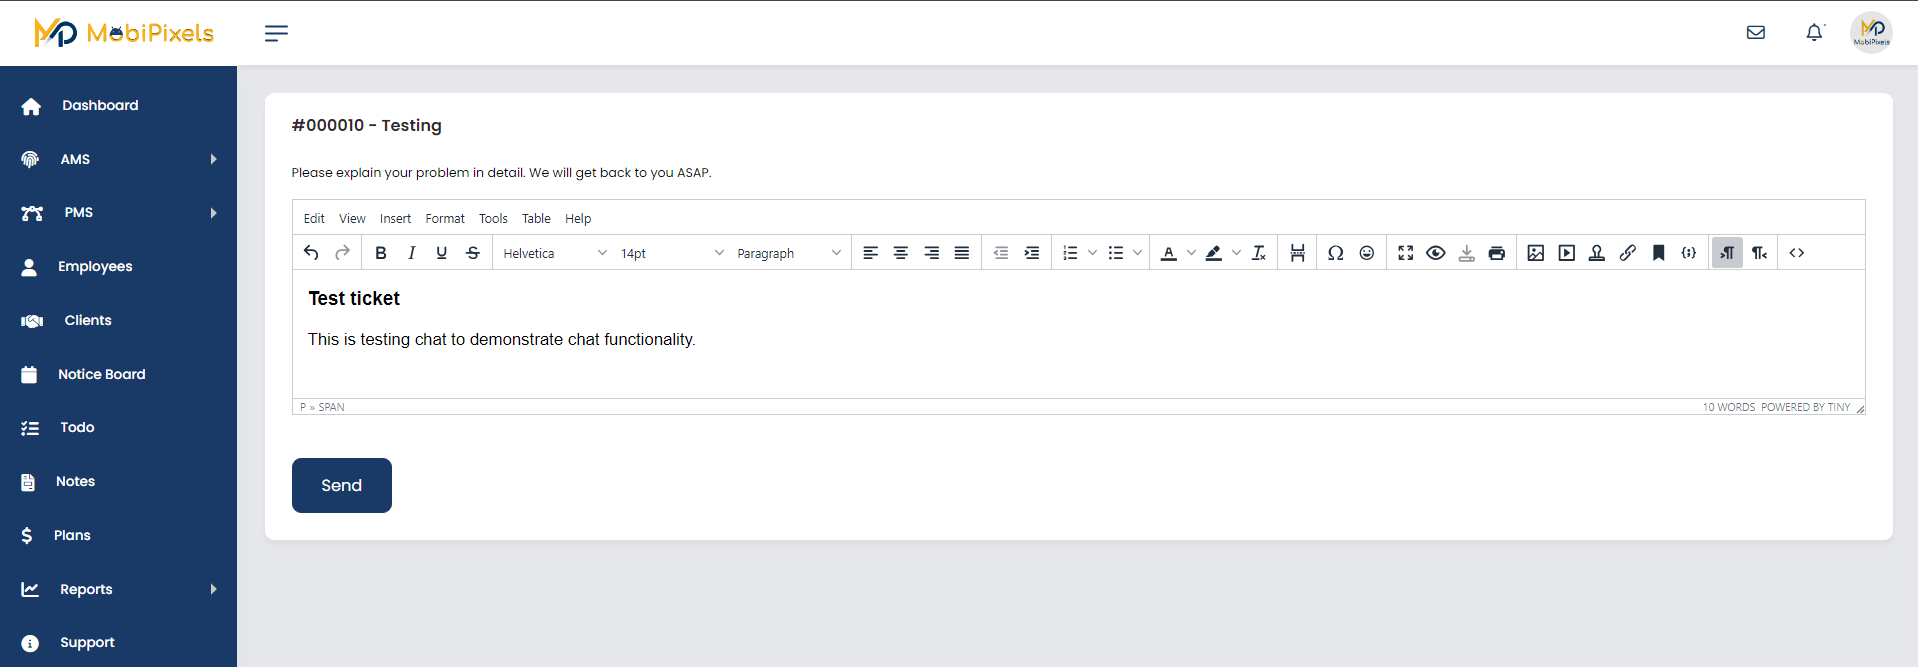 MobiPixels
MobiPixels
Dashboard
AMS
PMS
Employees
Clients
Notice Board
Todo
Notes
Plans
Reports
Support
#000010 - Testing
Please explain your problem in detail. We will get back to you ASAP.
Edit View Insert Format Tools Table Help
Helvetica 14pt Paragraph
Test ticket
This is testing chat to demonstrate chat functionality.
P » SPAN 10 WORDS POWERED BY TINY
Send